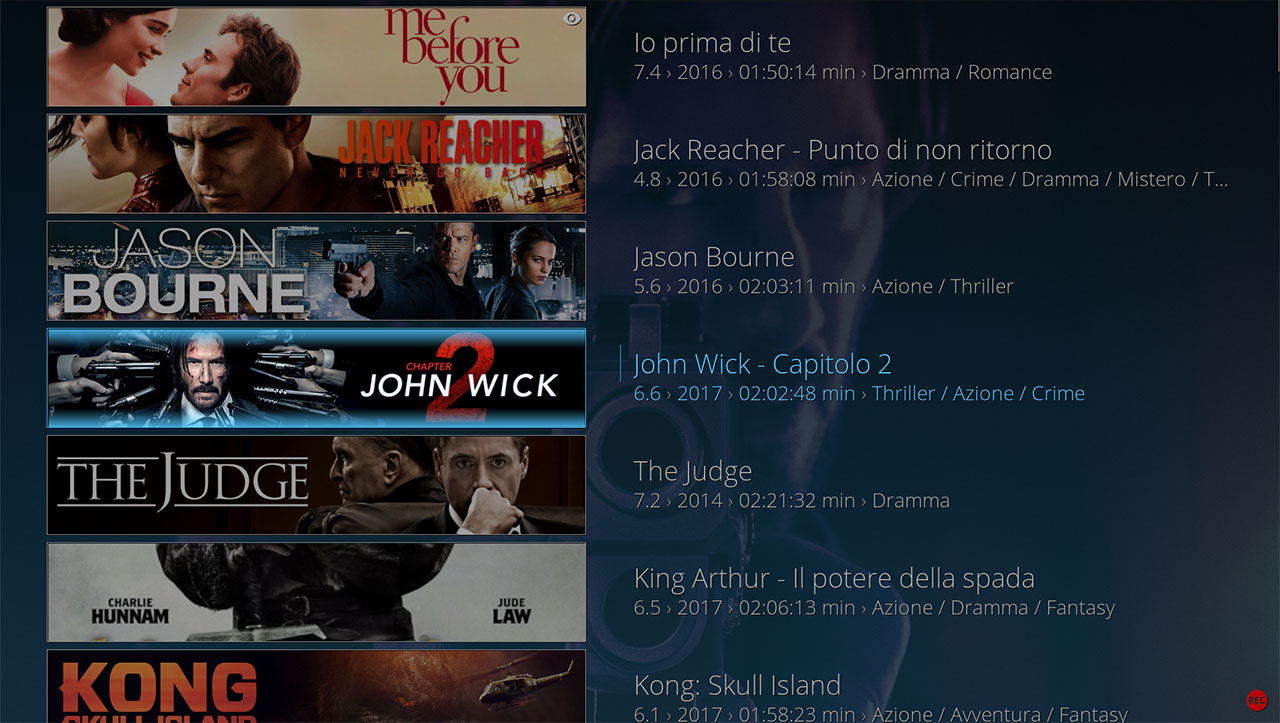 me
before
you
Io prima di te
7.4 › 2016 › 01:50:14 min › Dramma / Romance
JACK REACHER
NEVER GO BACK
Jack Reacher - Punto di non ritorno
4.8 › 2016 › 01:58:08 min › Azione / Crime / Dramma / Mistero / T...
JASON
BOURNE
Jason Bourne
5.6 › 2016 › 02:03:11 min › Azione / Thriller
CHAPTER
2
JOHN WICK
John Wick - Capitolo 2
6.6 › 2017 › 02:02:48 min › Thriller / Azione / Crime
THE JUDGE
The Judge
7.2 › 2014 › 02:21:32 min › Dramma
CHARLIE
HUNNAM
JUDE
LAW
King Arthur - Il potere della spada
6.5 › 2017 › 02:06:13 min › Azione / Dramma / Fantasy
KONG
SKULL ISLAND
Kong: Skull Island
6.1 › 2017 › 01:58:23 min › Azione / Avventura / Fantasy
REC